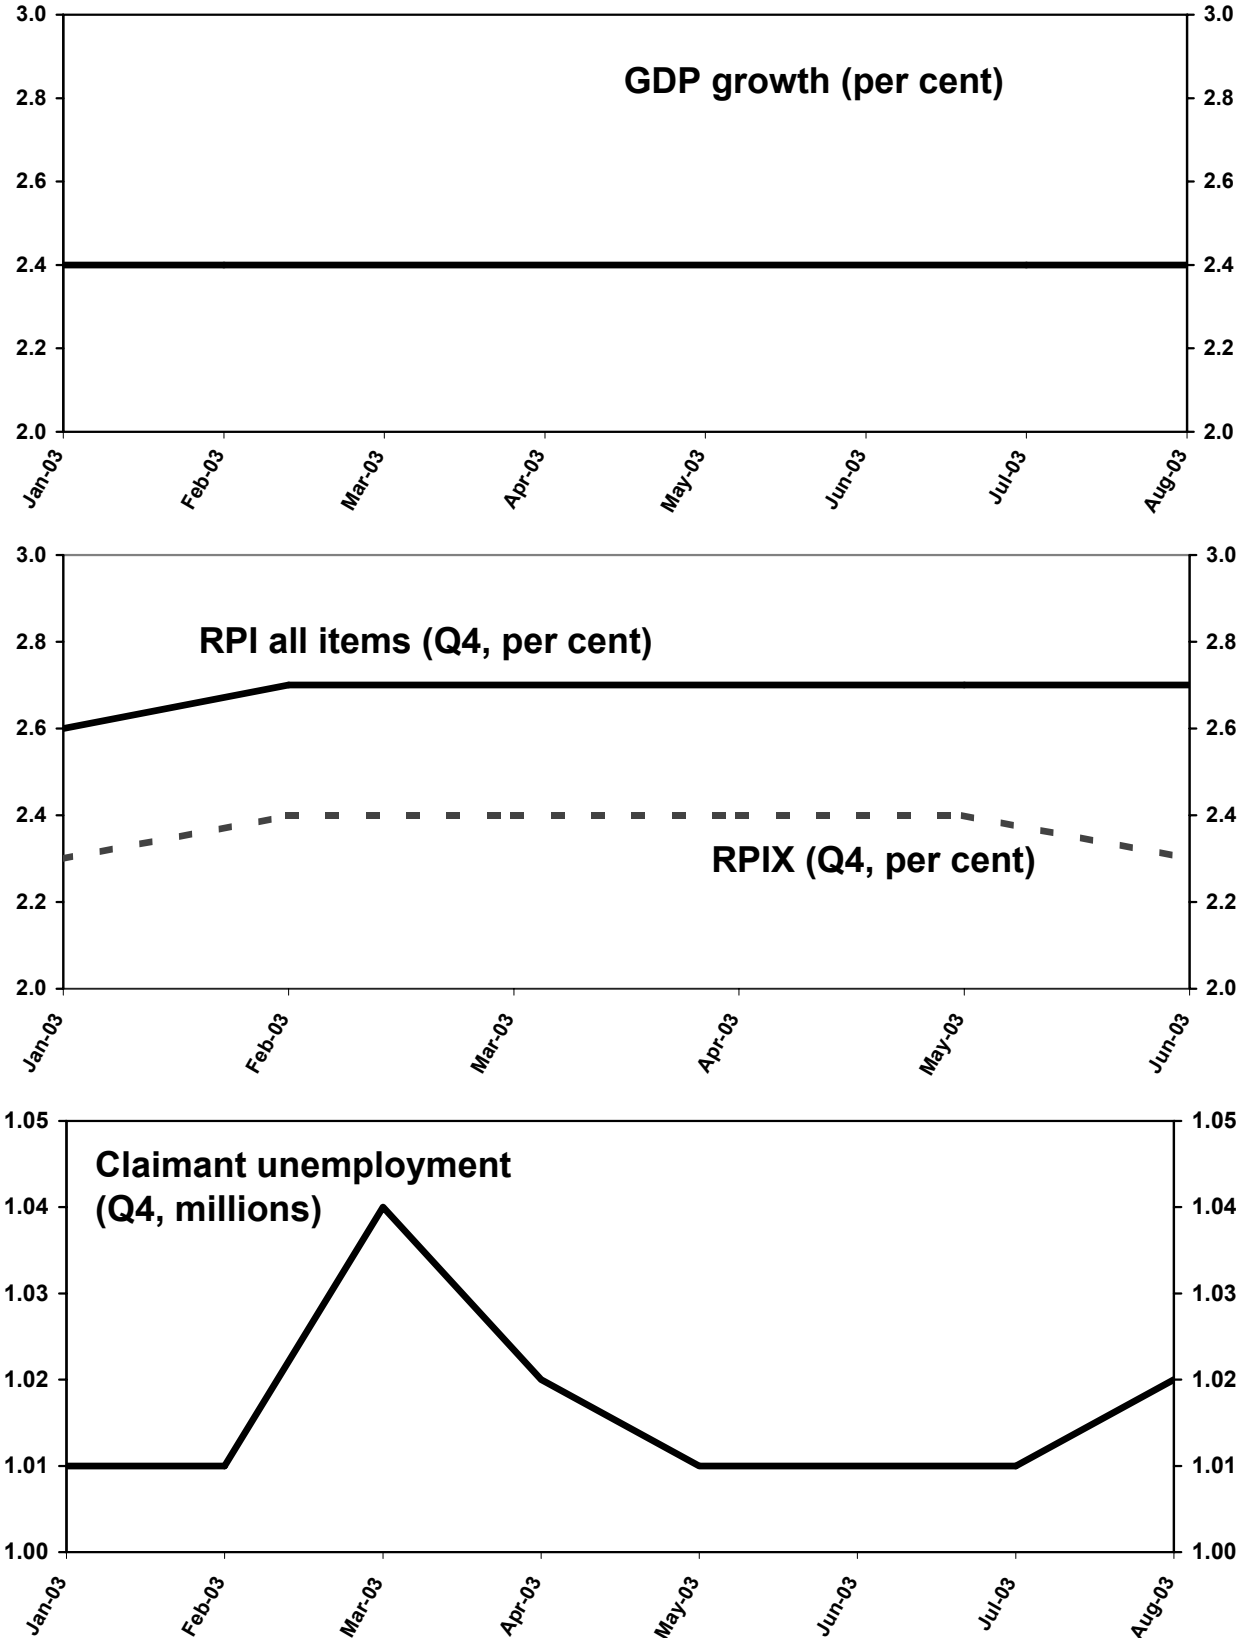 3.0 3.0
GDP growth (per cent)
2.8 2.8
2.6 2.6
2.4 2.4
2.2 2.2
2.0 2.0
Jan-03 Feb-03 Mar-03 Apr-03 May-03 Jun-03 Jul-03 Aug-03
3.0 3.0
RPI all items (Q4, per cent)
2.8 2.8
2.6 2.6
2.4 2.4
RPIX (Q4, per cent)
2.2 2.2
2.0 2.0
Jan-03 Feb-03 Mar-03 Apr-03 May-03 Jun-03
1.05 1.05
Claimant unemployment
(Q4, millions)
1.04 1.04
1.03 1.03
1.02 1.02
1.01 1.01
1.00 1.00
Jan-03 Feb-03 Mar-03 Apr-03 May-03 Jun-03 Jul-03 Aug-03